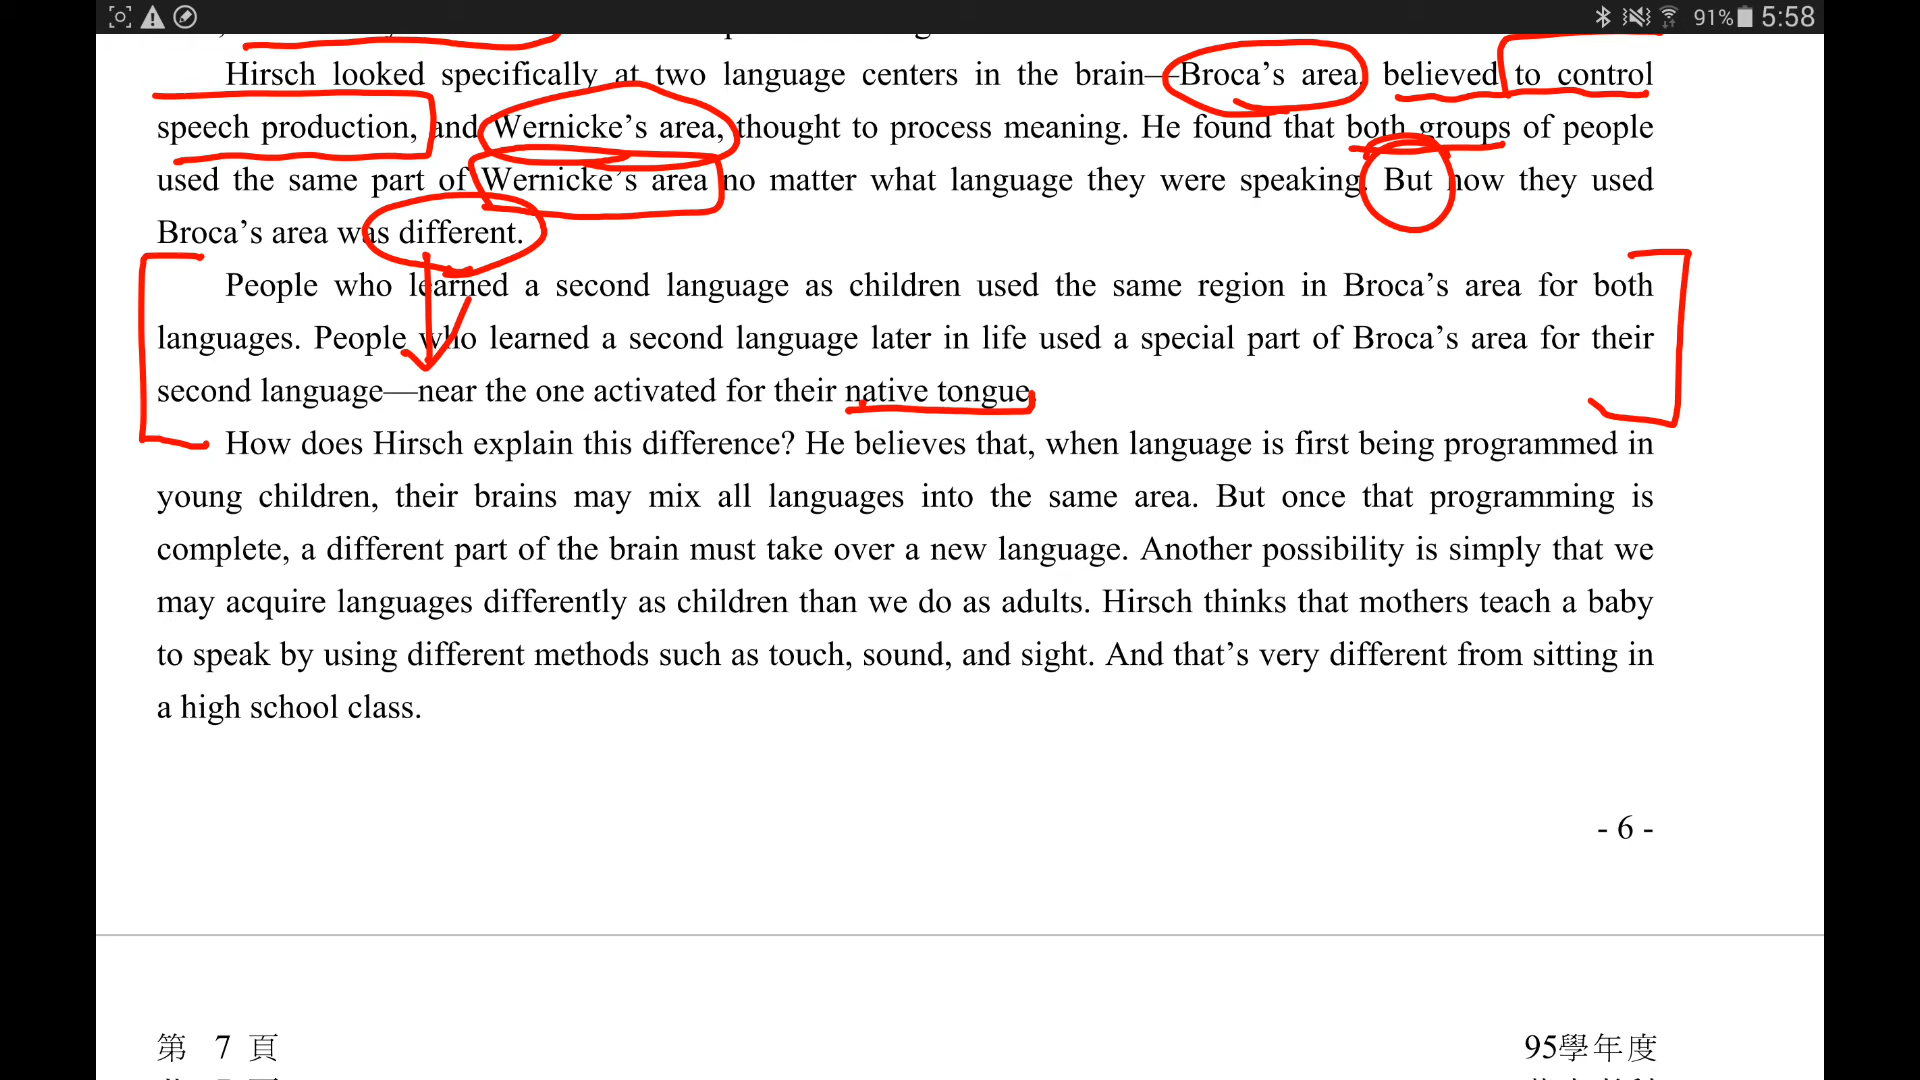 91% 5:58
Hirsch looked specifically at two language centers in the brain—Broca's area, believed to control
speech production, and Wernicke's area, thought to process meaning. He found that both groups of people
used the same part of Wernicke's area no matter what language they were speaking. But how they used
Broca's area was different.
People who learned a second language as children used the same region in Broca's area for both
languages. People who learned a second language later in life used a special part of Broca's area for their
second language—near the one activated for their native tongue.
How does Hirsch explain this difference? He believes that, when language is first being programmed in
young children, their brains may mix all languages into the same area. But once that programming is
complete, a different part of the brain must take over a new language. Another possibility is simply that we
may acquire languages differently as children than we do as adults. Hirsch thinks that mothers teach a baby
to speak by using different methods such as touch, sound, and sight. And that's very different from sitting in
a high school class.
- 6 -
第 7 頁 95學年度